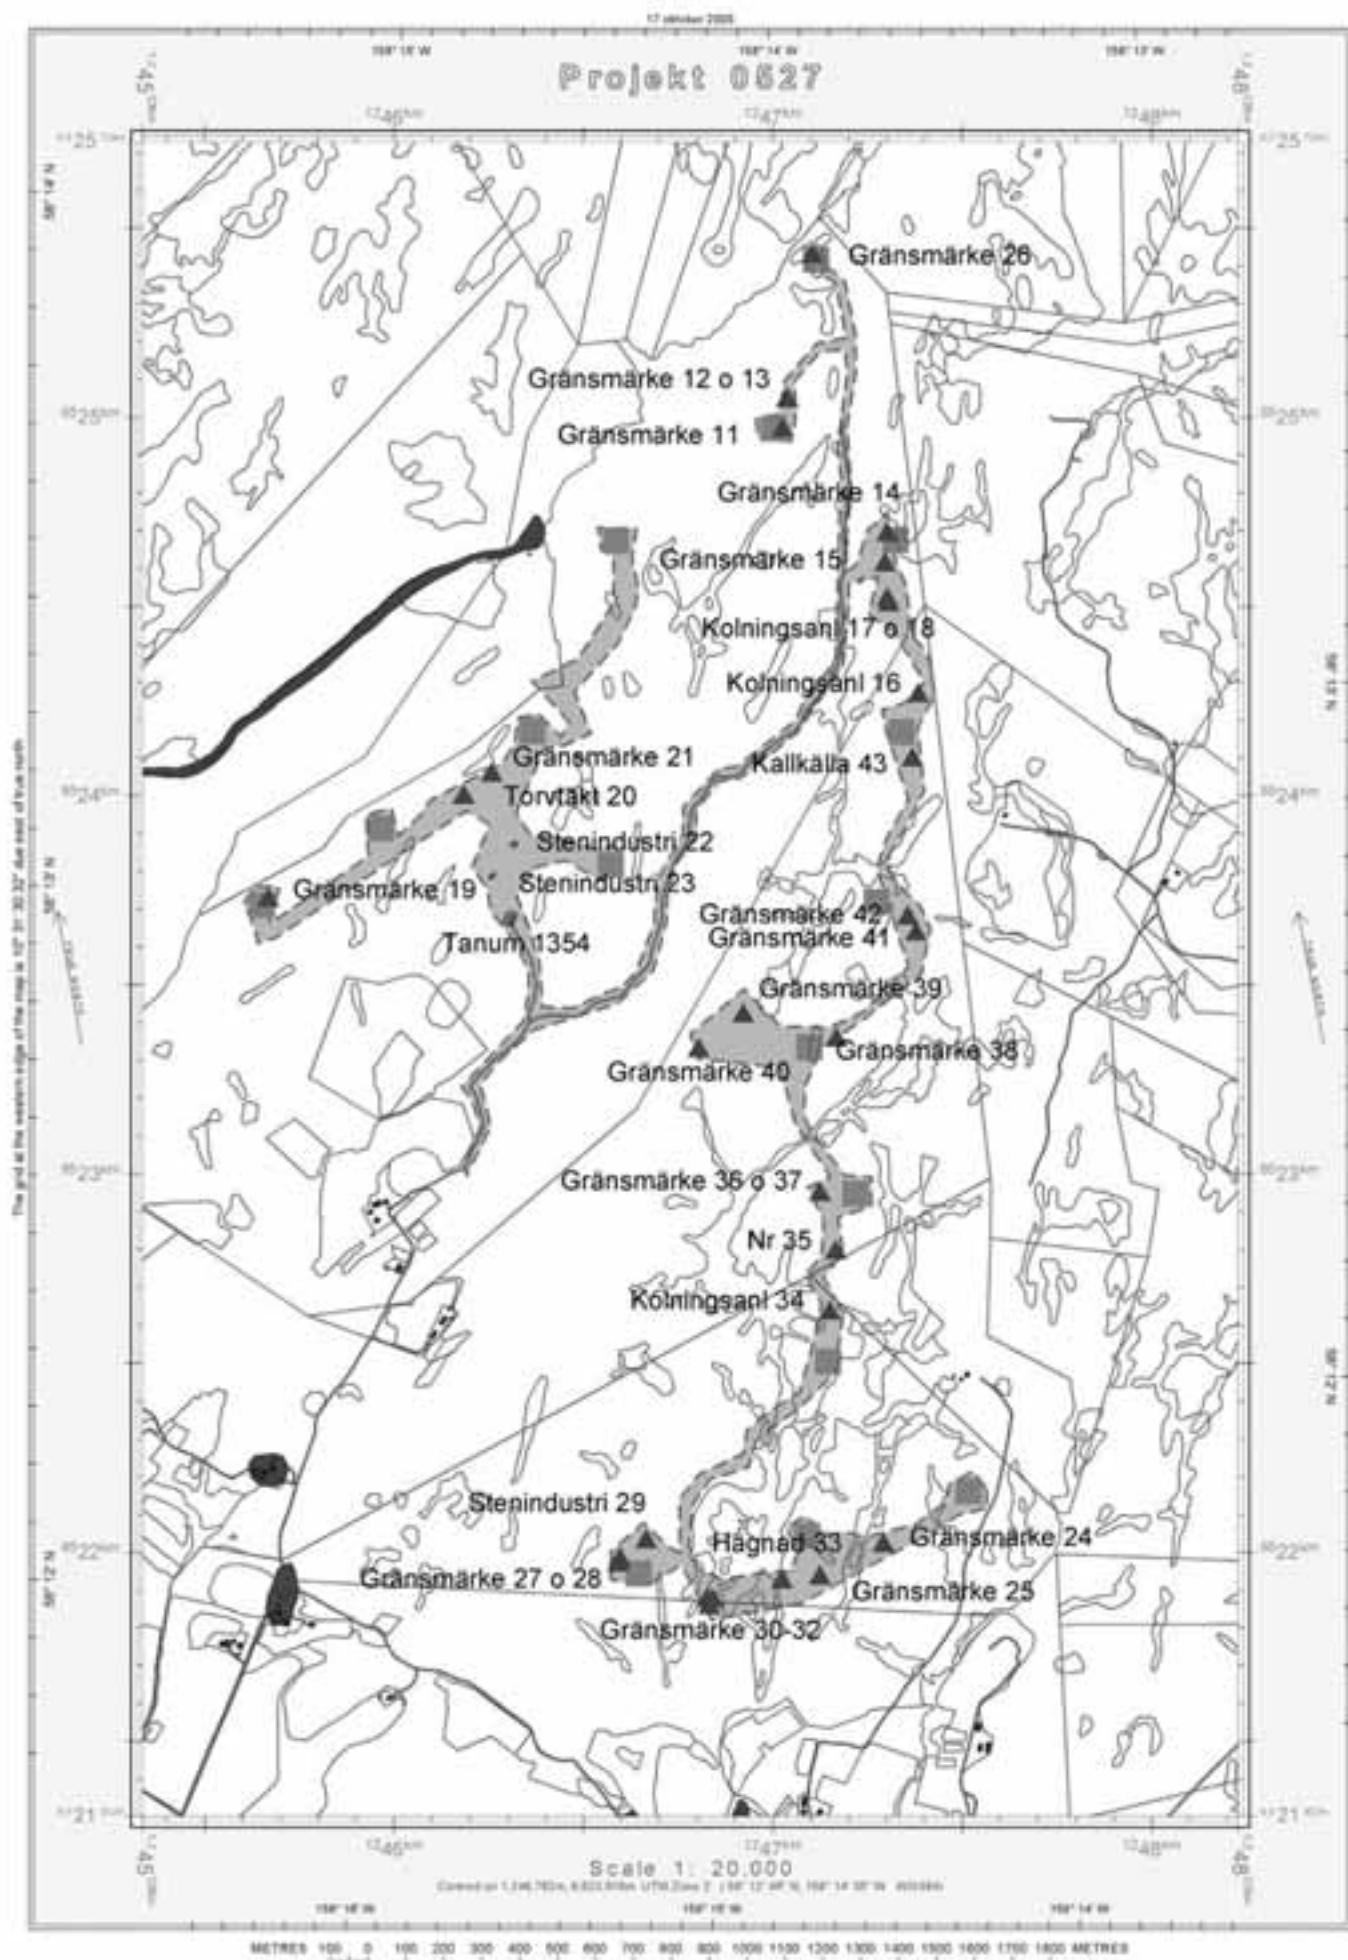 17 oktober 2005
Projekt 0527
Gränsmärke 26
Gränsmärke 12 o 13
Gränsmärke 11
Gränsmärke 14
Gränsmärke 15
Kolningsanl 17 o 18
Kolningsanl 16
Gränsmärke 21
Kallkälla 43
Torvtäkt 20
Stenindustri 22
Gränsmärke 19
Stenindustri 23
Gränsmärke 42
Gränsmärke 41
Tanum 1354
Gränsmärke 39
Gränsmärke 38
Gränsmärke 40
Gränsmärke 36 o 37
Nr 35
Kolningsanl 34
Stenindustri 29
Gränsmärke 24
Hägnad 33
Gränsmärke 27 o 28
Gränsmärke 25
Gränsmärke 30-32
Scale 1: 20,000
METRES 100 0 100 200 300 400 500 600 700 800 900 1000 1100 1200 1300 1400 1500 1600 1700 1800 METRES